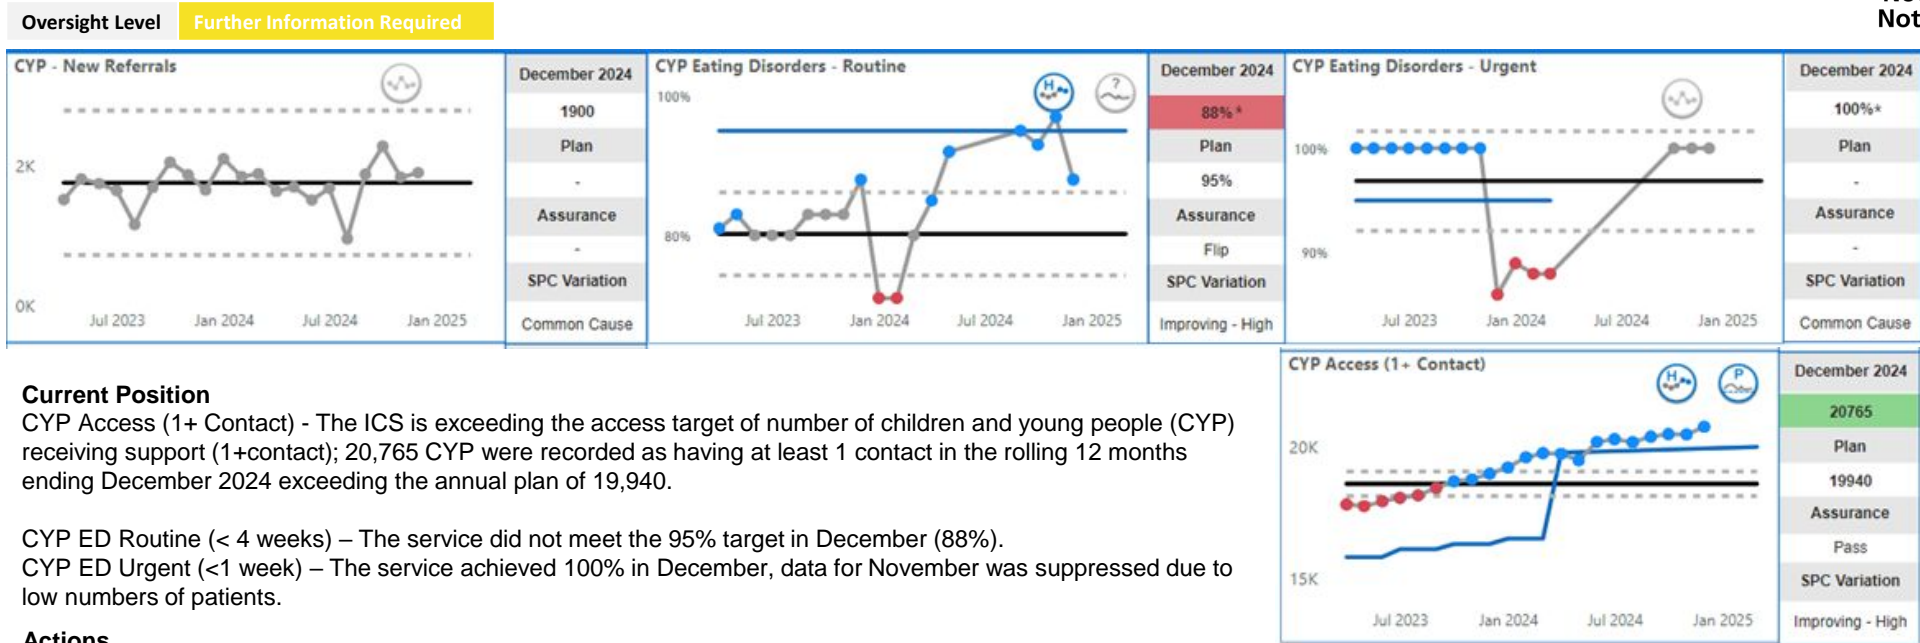 Oversight Level
Further Information Required
Not
CYP - New Referrals
2K
0K
Jul 2023
Jan 2024
Jul 2024
Jan 2025
December 2024
1900
Plan
-
Assurance
-
SPC Variation
Common Cause
CYP Eating Disorders - Routine
H
?
100%
80%
Jul 2023
Jan 2024
Jul 2024
Jan 2025
December 2024
88% *
Plan
95%
Assurance
Flip
SPC Variation
Improving - High
CYP Eating Disorders - Urgent
100%
90%
Jul 2023
Jan 2024
Jul 2024
Jan 2025
December 2024
100%*
Plan
-
Assurance
-
SPC Variation
Common Cause
Current Position
CYP Access (1+ Contact) - The ICS is exceeding the access target of number of children and young people (CYP)
receiving support (1+contact); 20,765 CYP were recorded as having at least 1 contact in the rolling 12 months
ending December 2024 exceeding the annual plan of 19,940.
CYP ED Routine (< 4 weeks) – The service did not meet the 95% target in December (88%).
CYP ED Urgent (<1 week) – The service achieved 100% in December, data for November was suppressed due to
low numbers of patients.
Actions
CYP Access (1+ Contact)
H
P
20K
15K
Jul 2023
Jan 2024
Jul 2024
Jan 2025
December 2024
20765
Plan
19940
Assurance
Pass
SPC Variation
Improving - High